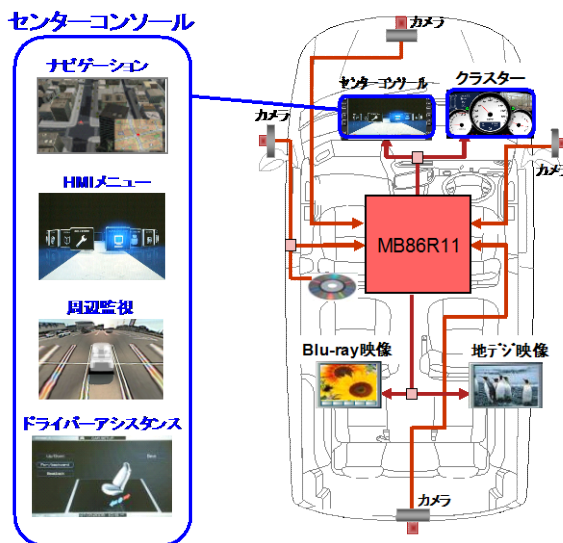 センターコンソール
ナビゲーション
HMIメニュー
周辺監視
ドライバーアシスタンス
カメラ
センターコンソール
クラスター
カメラ
カメラ
MB86R11
Blu-ray映像
地デジ映像
カメラ